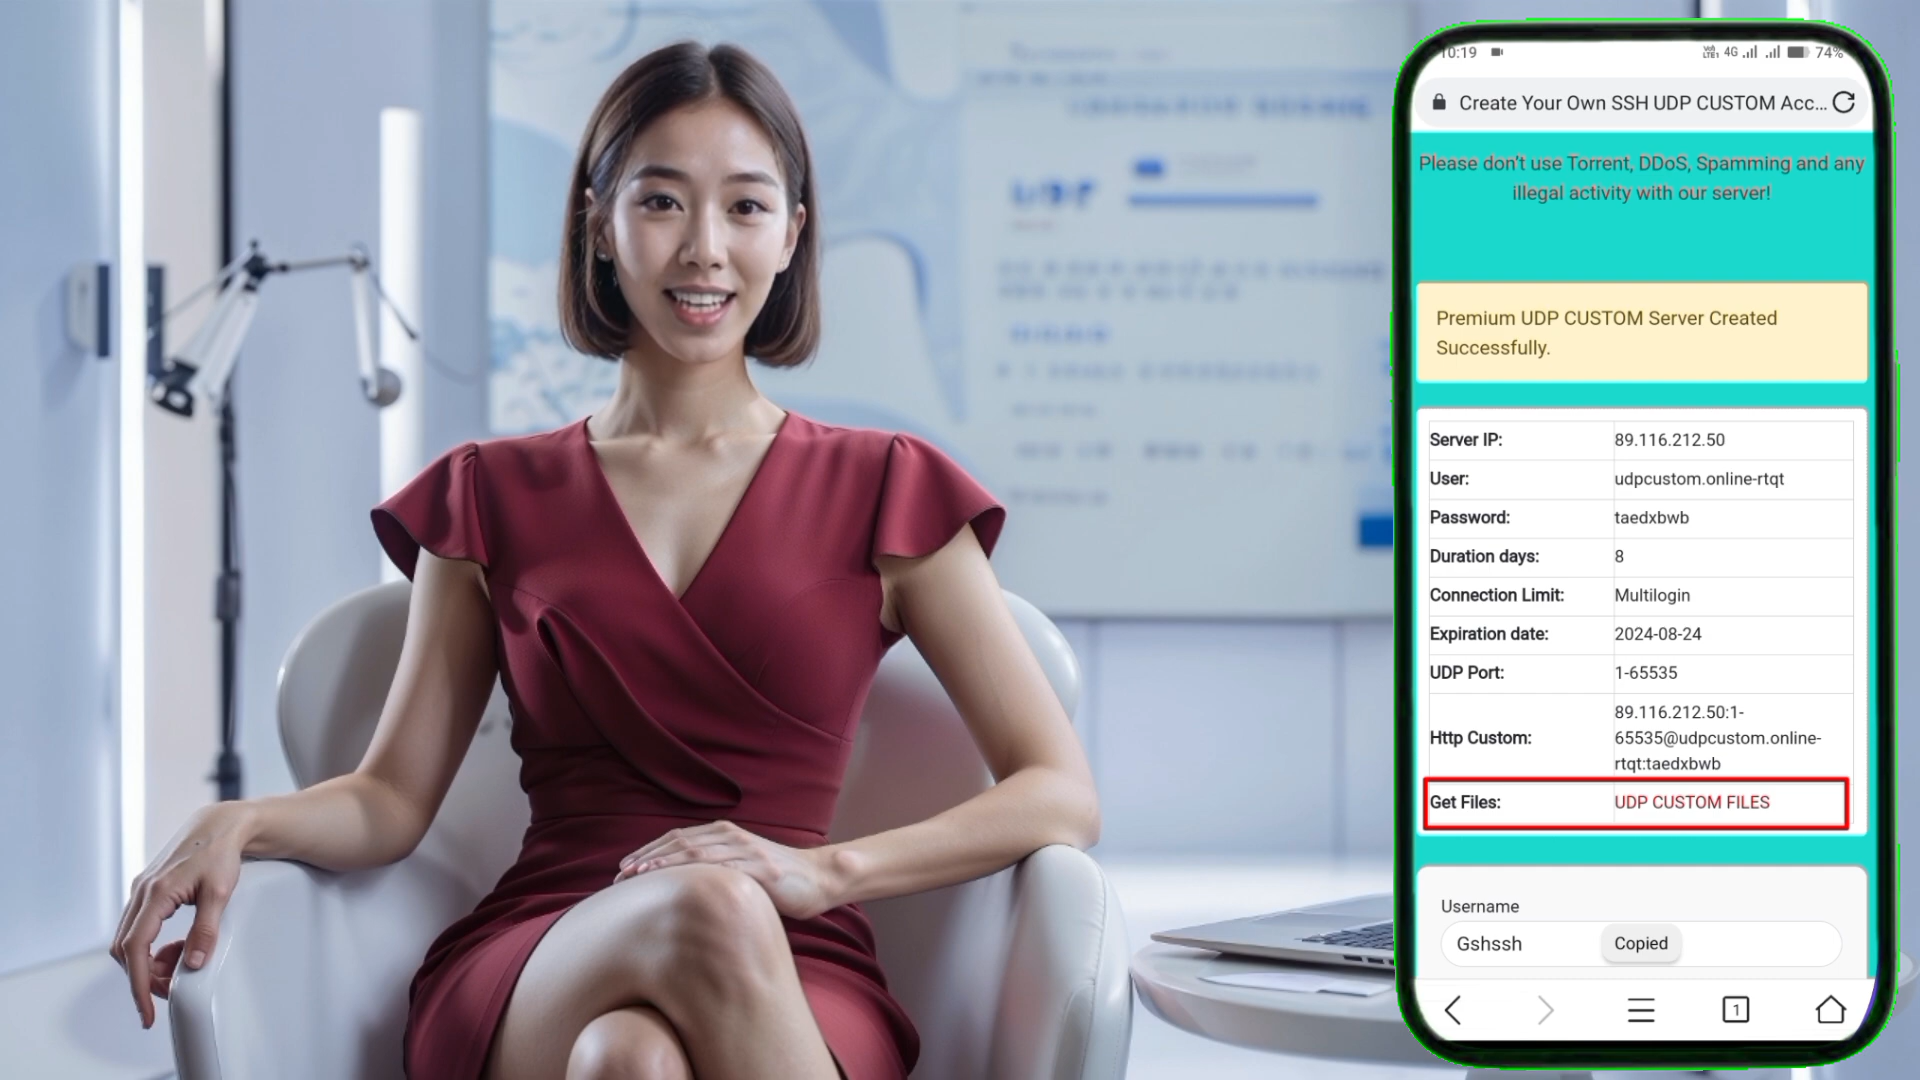 10:19
4G
74%
Create Your Own SSH UDP CUSTOM Acc...
Please don't use Torrent, DDoS, Spamming and any
illegal activity with our server!
Premium UDP CUSTOM Server Created
Successfully.
Server IP: 89.116.212.50
User: udpcustom.online-rtqt
Password: taedxbwb
Duration days: 8
Connection Limit: Multilogin
Expiration date: 2024-08-24
UDP Port: 1-65535
Http Custom: 89.116.212.50:1-
65535@udpcustom.online-
rtqt:taedxbwb
Get Files: UDP CUSTOM FILES
Username
Gshssh
Copied
1